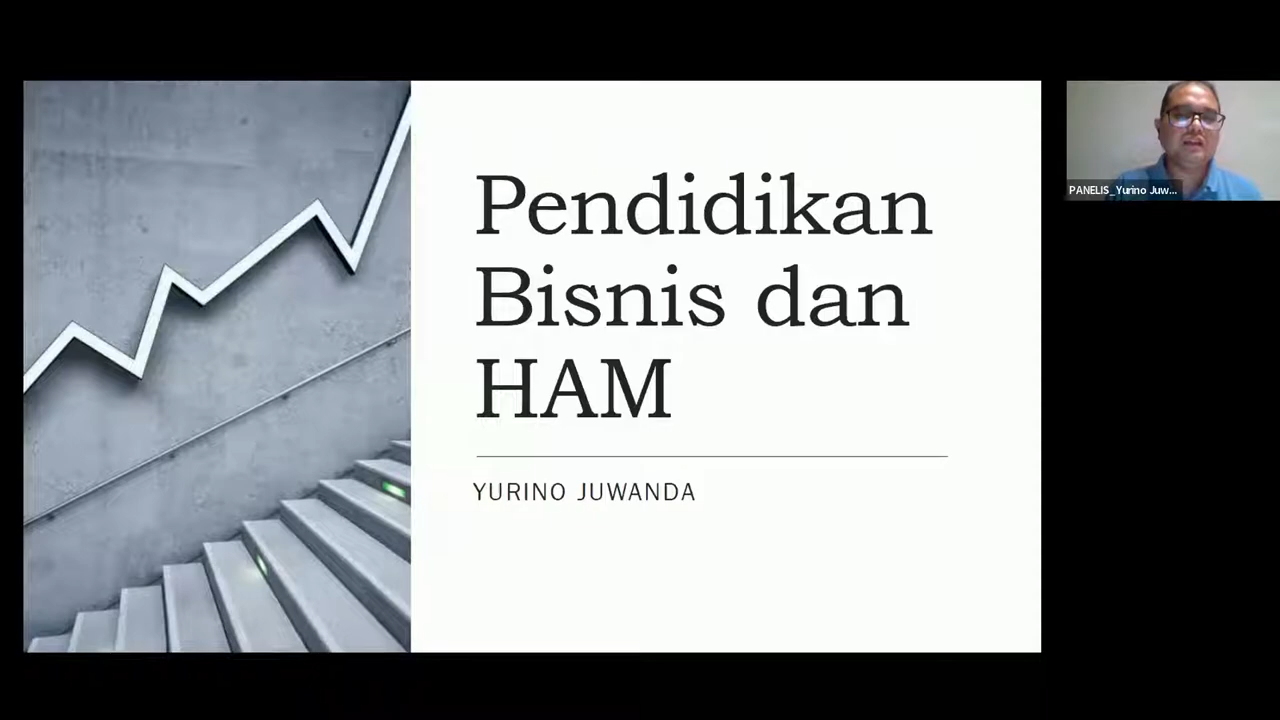 Pendidikan
Bisnis dan
HAM
YURINO JUWANDA
PANELIS_Yurino Juw...